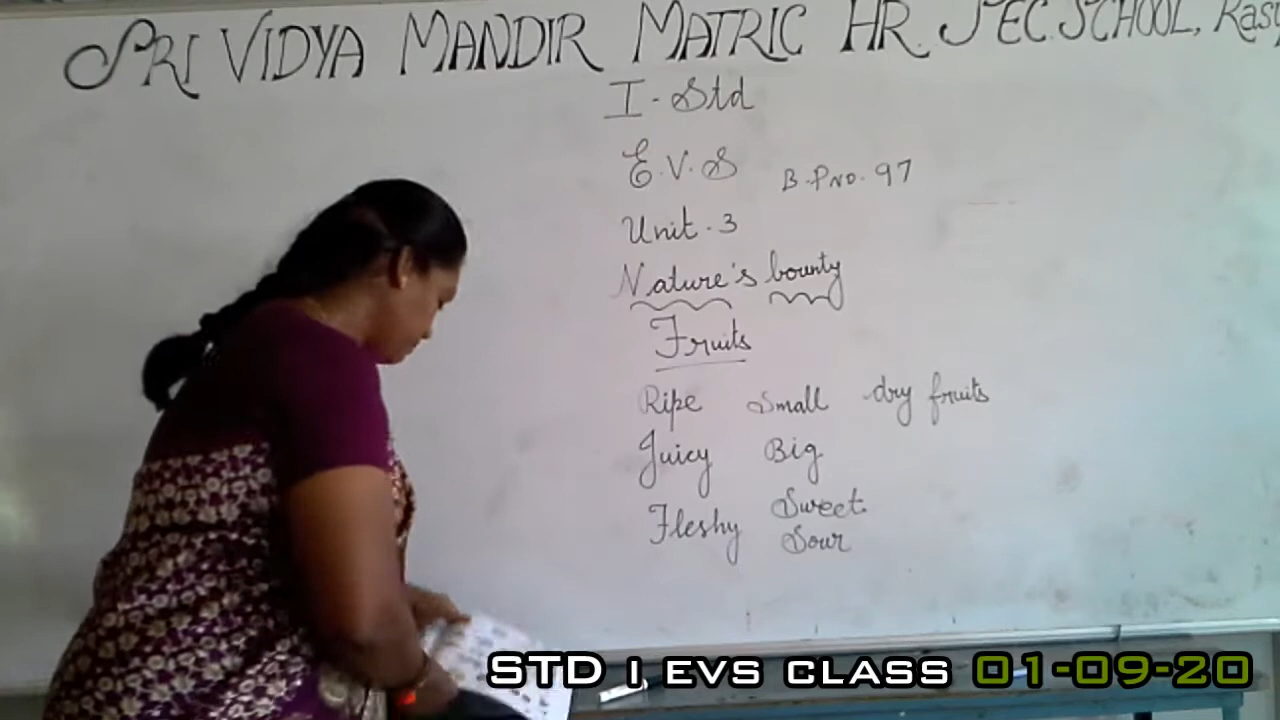 SRI VIDYA MANDIR MATRIC HR. SEC. SCHOOL,
I - Std
E.V.S B.P.NO. 97
Unit. 3
Nature's bounty
Fruits
Ripe Small dry fruits
Juicy Big
Fleshy Sweet.
Sour
STD I EVS CLASS 01-09-20